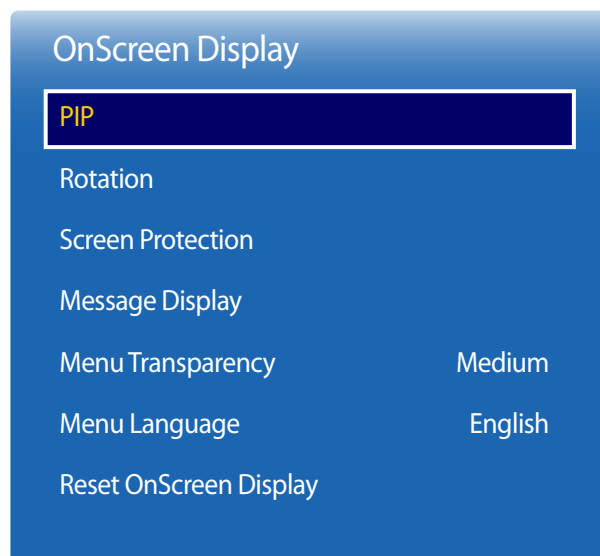 OnScreen Display
PIP
Rotation
Screen Protection
Message Display
Menu Transparency Medium
Menu Language English
Reset OnScreen Display